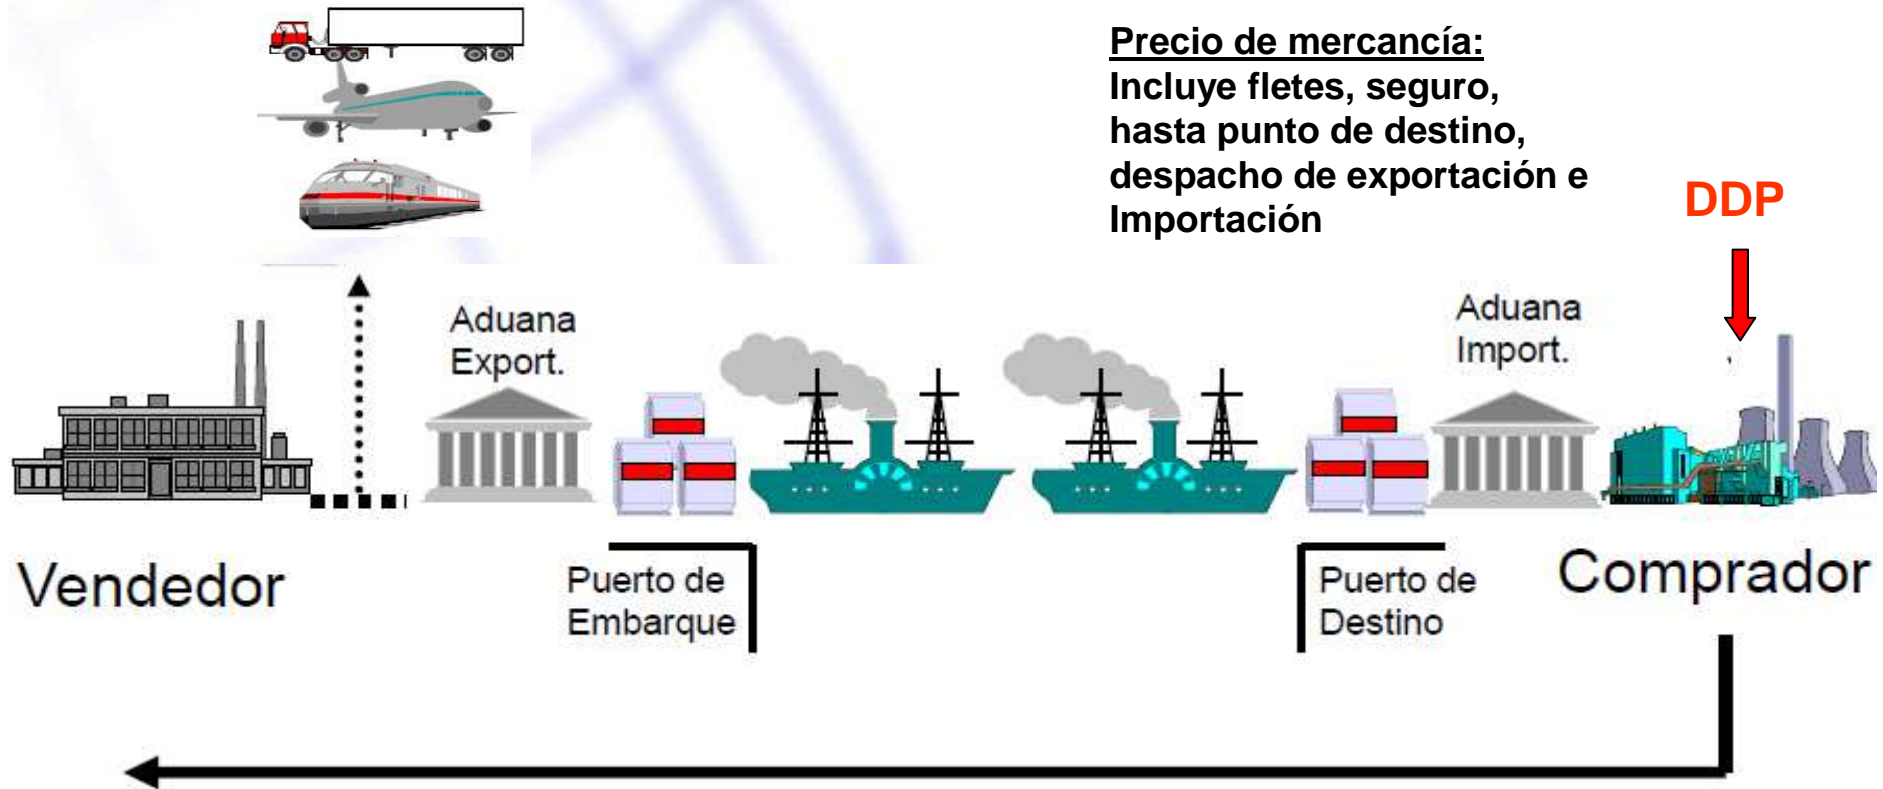 Precio de mercancía:
Incluye fletes, seguro,
hasta punto de destino,
despacho de exportación e
Importación
DDP
Aduana
Export.
Aduana
Import.
Vendedor
Puerto de
Embarque
Puerto de
Destino
Comprador